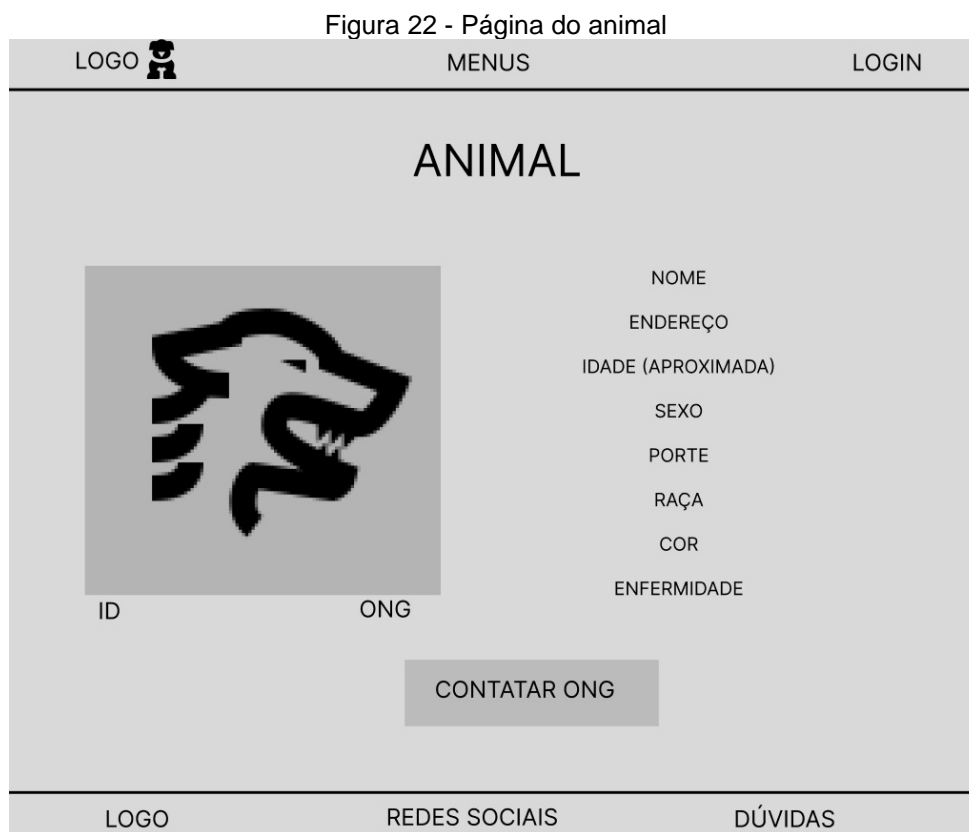 Figura 22 - Página do animal
LOGO MENUS LOGIN
ANIMAL
NOME
ENDEREÇO
IDADE (APROXIMADA)
SEXO
PORTE
RAÇA
COR
ENFERMIDADE
ID ONG
CONTATAR ONG
LOGO REDES SOCIAIS DÚVIDAS